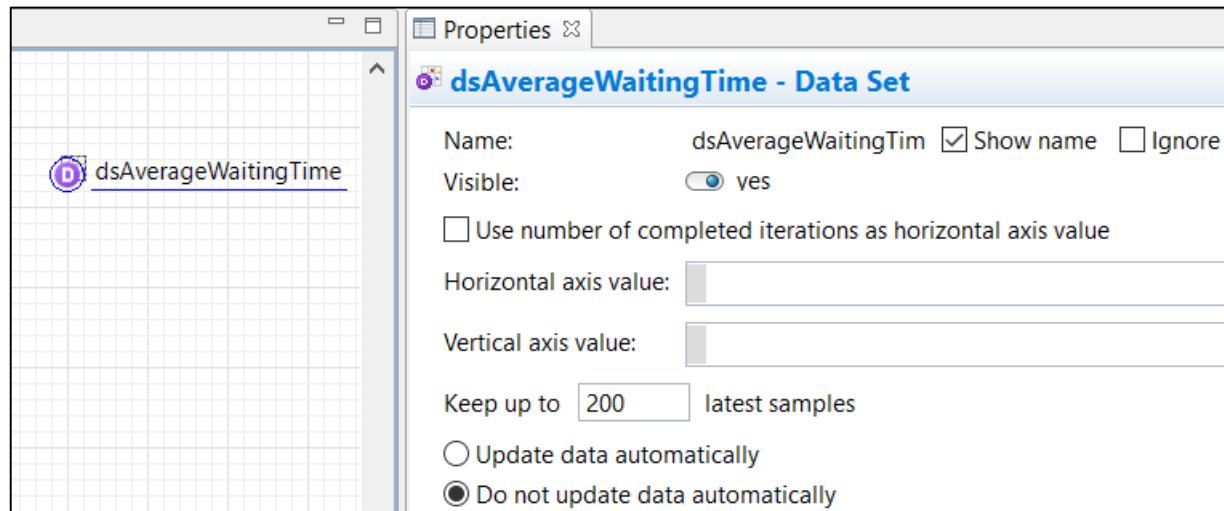 Properties
dsAverageWaitingTime - Data Set
dsAverageWaitingTime
Name: dsAverageWaitingTim Show name Ignore
Visible: yes
Use number of completed iterations as horizontal axis value
Horizontal axis value:
Vertical axis value:
Keep up to 200 latest samples
Update data automatically
Do not update data automatically